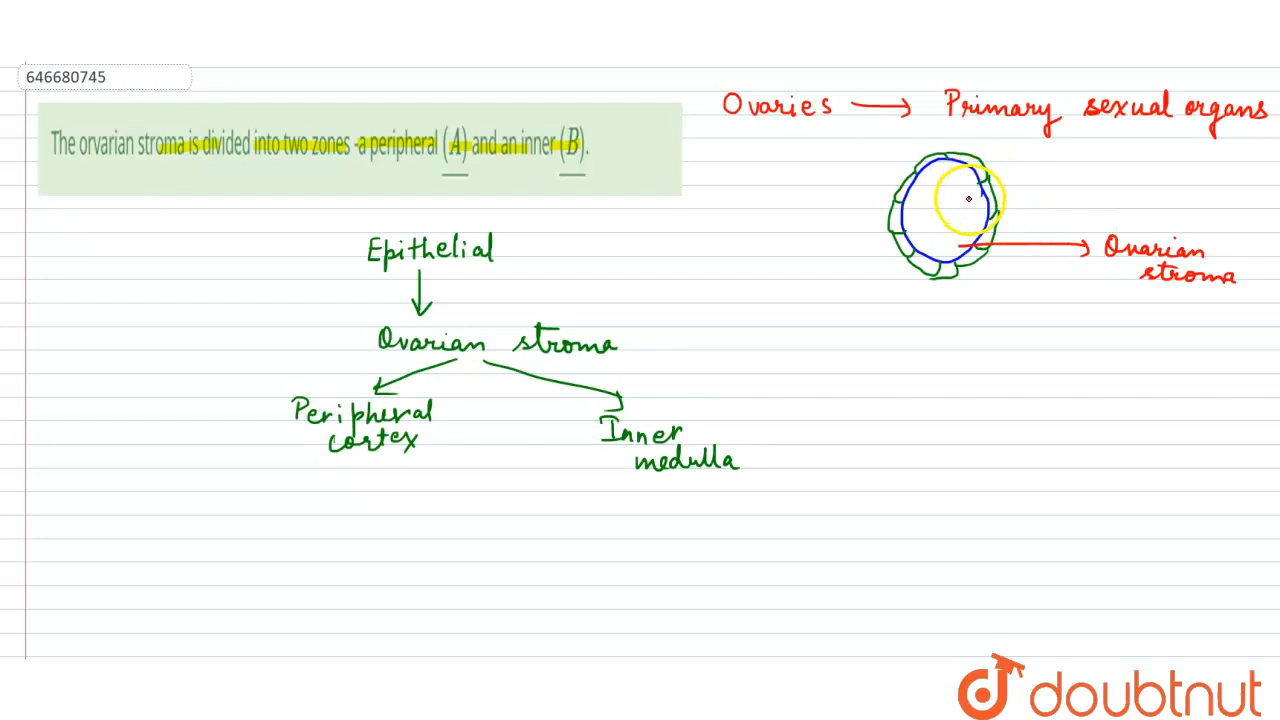 646680745
The orvarian stroma is divided into two zones -a peripheral (A) and an inner (B).
Ovaries → Primary sexual organs
Ovarian
stroma
Epithelial
Ovarian stroma
Peripheral
cortex
Inner
medulla
doubtnut